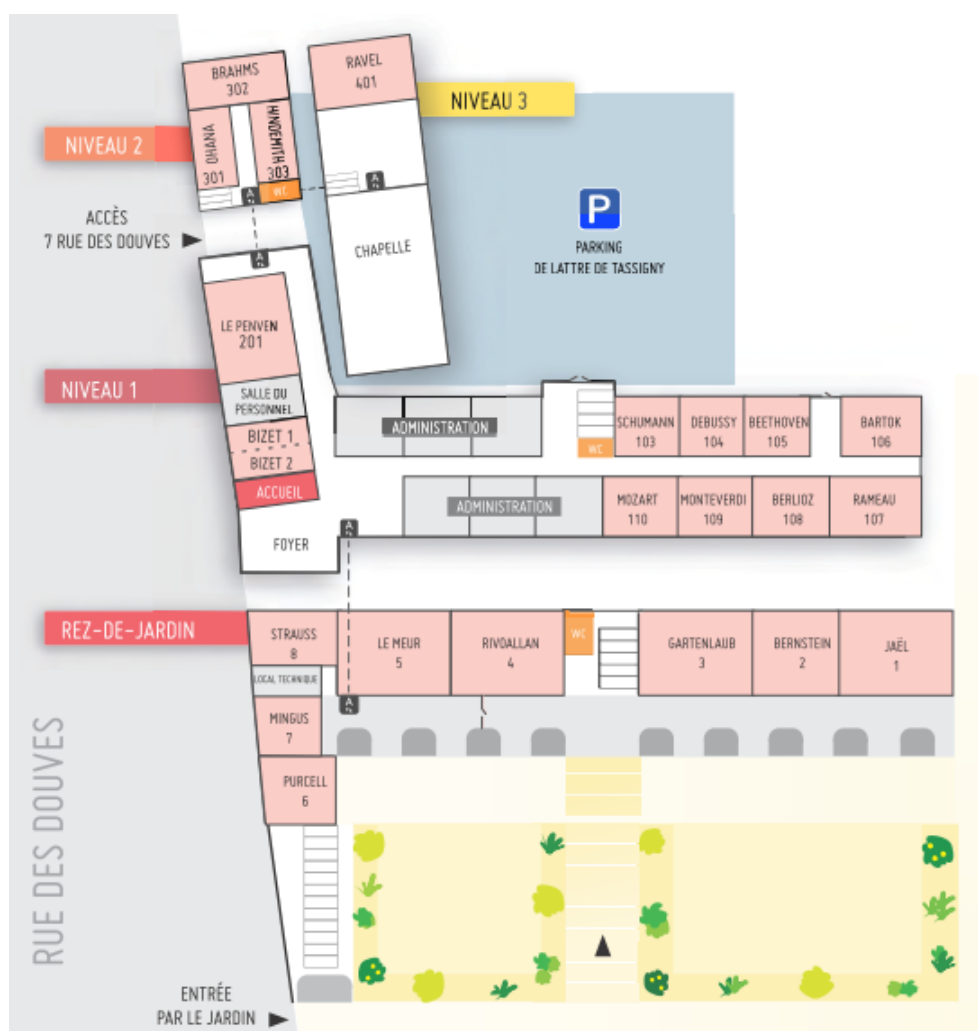 BRAHMS
302
OHANA
301
HINDEMITH
303
WC
A
RAVEL
401
A
CHAPELLE
NIVEAU 3
NIVEAU 2
ACCÈS
7 RUE DES DOUVES
P
PARKING
DE LATTRE DE TASSIGNY
A
LE PENVEN
201
NIVEAU 1
SALLE DU
PERSONNEL
BIZET 1
BIZET 2
ACCUEIL
FOYER
A
ADMINISTRATION
WC
SCHUMANN
103
DEBUSSY
104
BEETHOVEN
105
BARTOK
106
ADMINISTRATION
MOZART
110
MONTEVERDI
109
BERLIOZ
108
RAMEAU
107
REZ-DE-JARDIN
STRAUSS
8
LE MEUR
5
RIVOALLAN
4
WC
GARTENLAUB
3
BERNSTEIN
2
JAËL
1
LOCAL TECHNIQUE
A
MINGUS
7
PURCELL
6
RUE DES DOUVES
ENTRÉE
PAR LE JARDIN